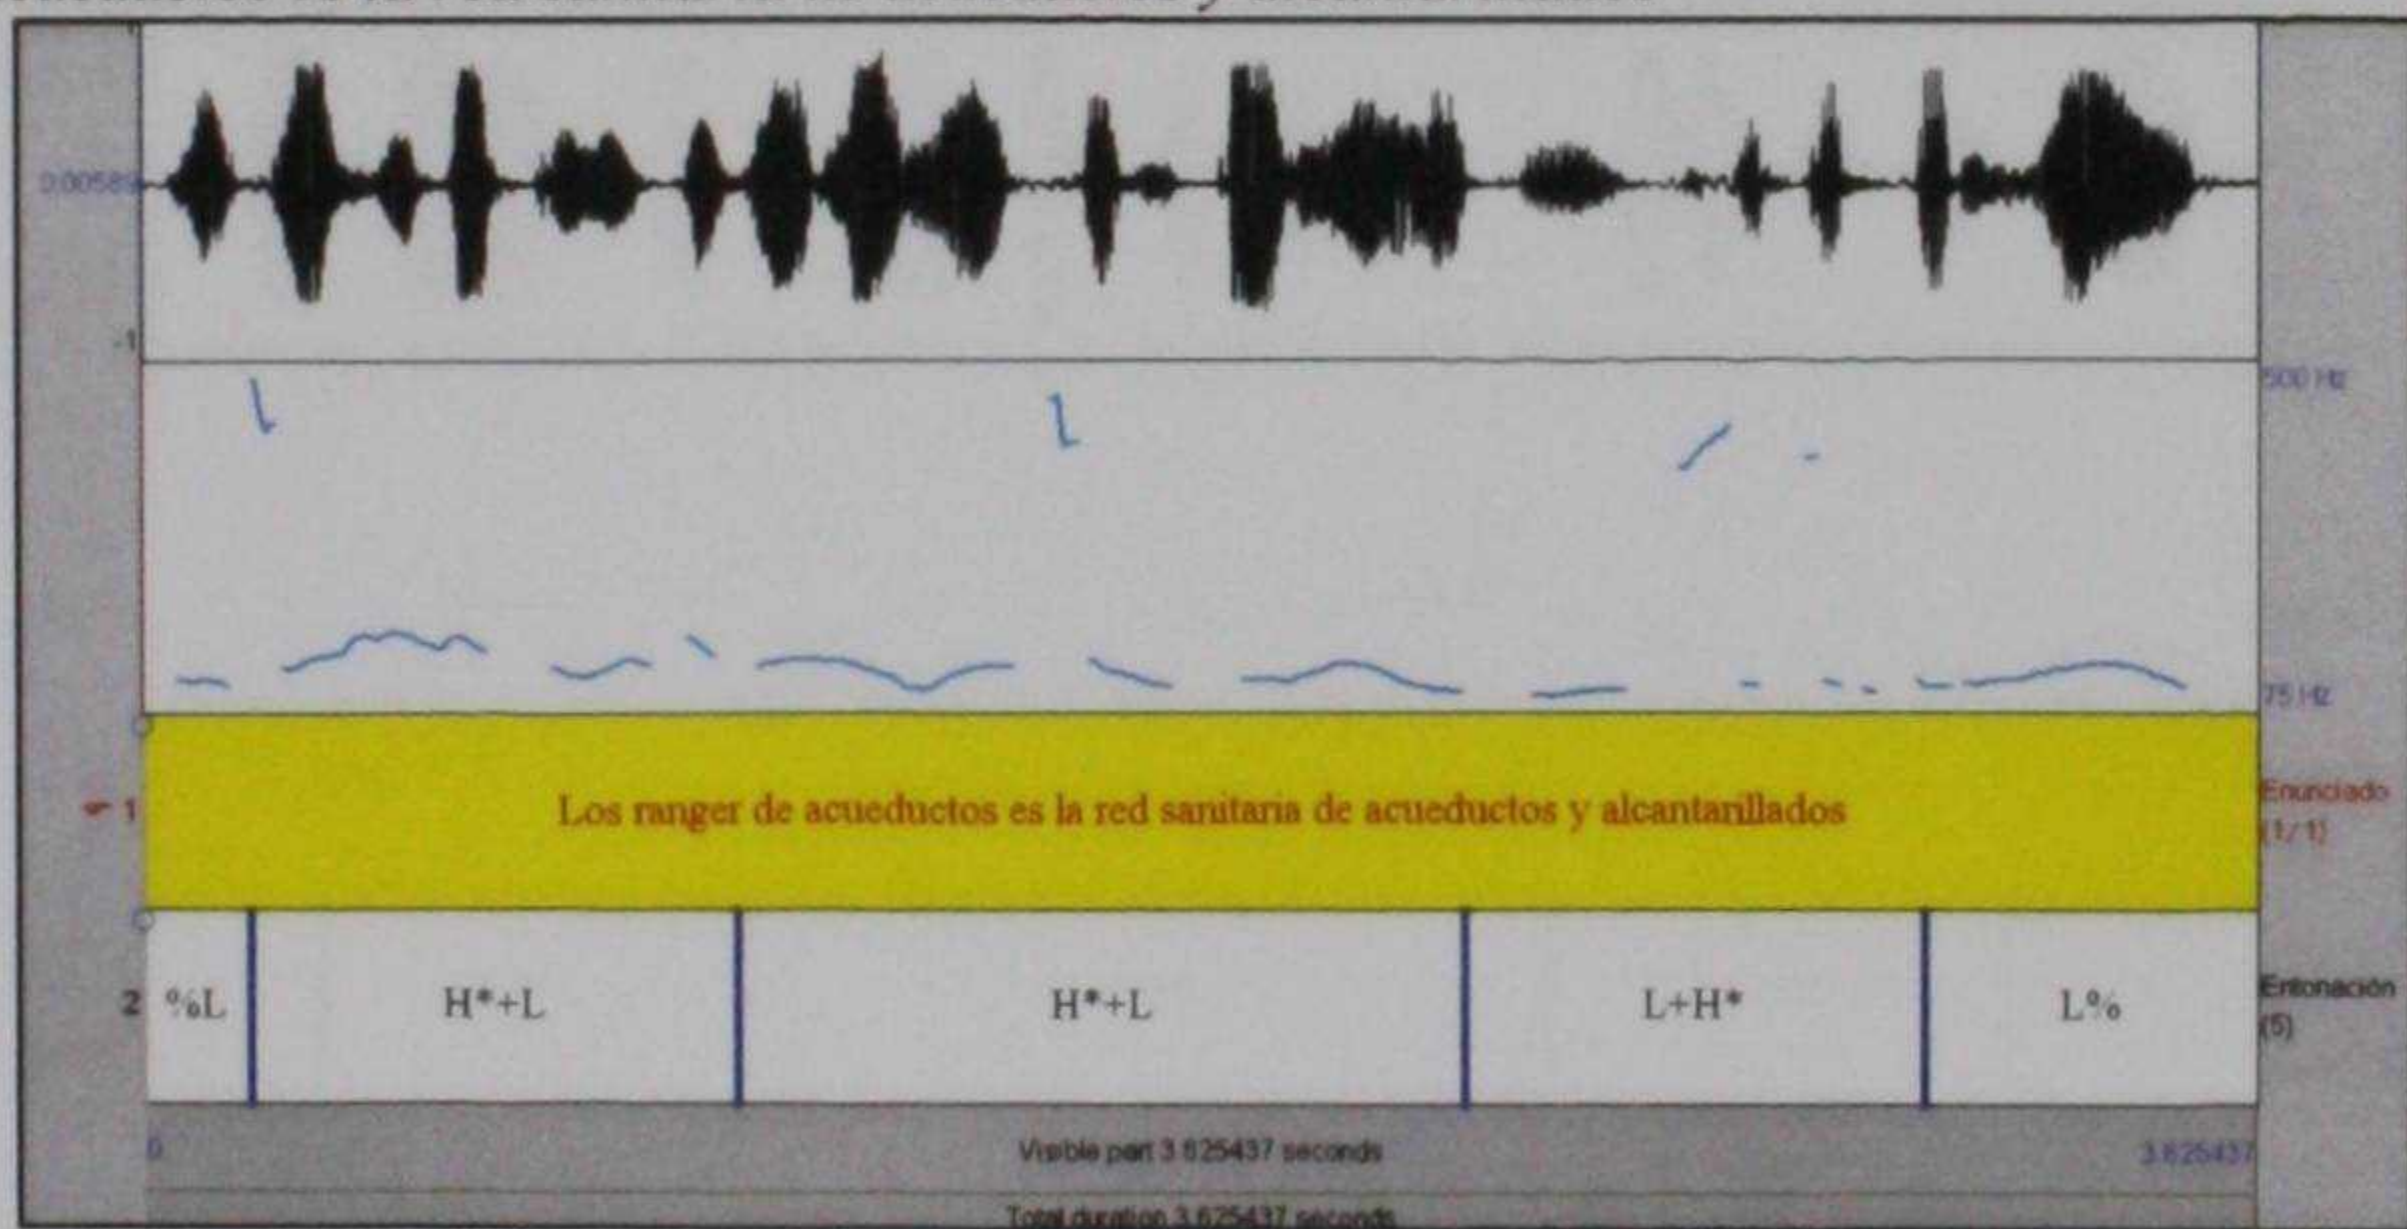 1
0.00589
-1
500 Hz
75 Hz
1
Los ranger de acueductos es la red sanitaria de acueductos y alcantarillados
Enunciado
(1/1)
2
%L
H*+L
H*+L
L+H*
L%
Entonación
(5)
0
Visible part 3.625437 seconds
3.625437
Total duration 3.625437 seconds